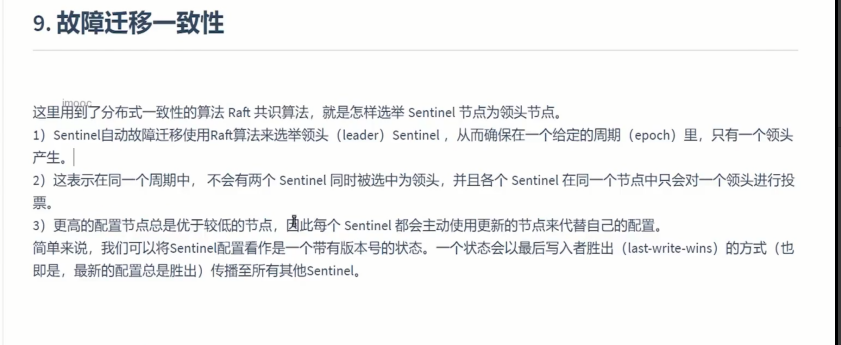 9. 故障迁移一致性
imooc
这里用到了分布式一致性的算法 Raft 共识算法，就是怎样选举 Sentinel 节点为领头节点。
1）Sentinel自动故障迁移使用Raft算法来选举领头（leader）Sentinel ，从而确保在一个给定的周期（epoch）里，只有一个领头
产生。
2）这表示在同一个周期中， 不会有两个 Sentinel 同时被选中为领头，并且各个 Sentinel 在同一个节点中只会对一个领头进行投
票。
3）更高的配置节点总是优于较低的节点，因此每个 Sentinel 都会主动使用更新的节点来代替自己的配置。
简单来说，我们可以将Sentinel配置看作是一个带有版本号的状态。一个状态会以最后写入者胜出（last-write-wins）的方式（也
即是，最新的配置总是胜出）传播至所有其他Sentinel。